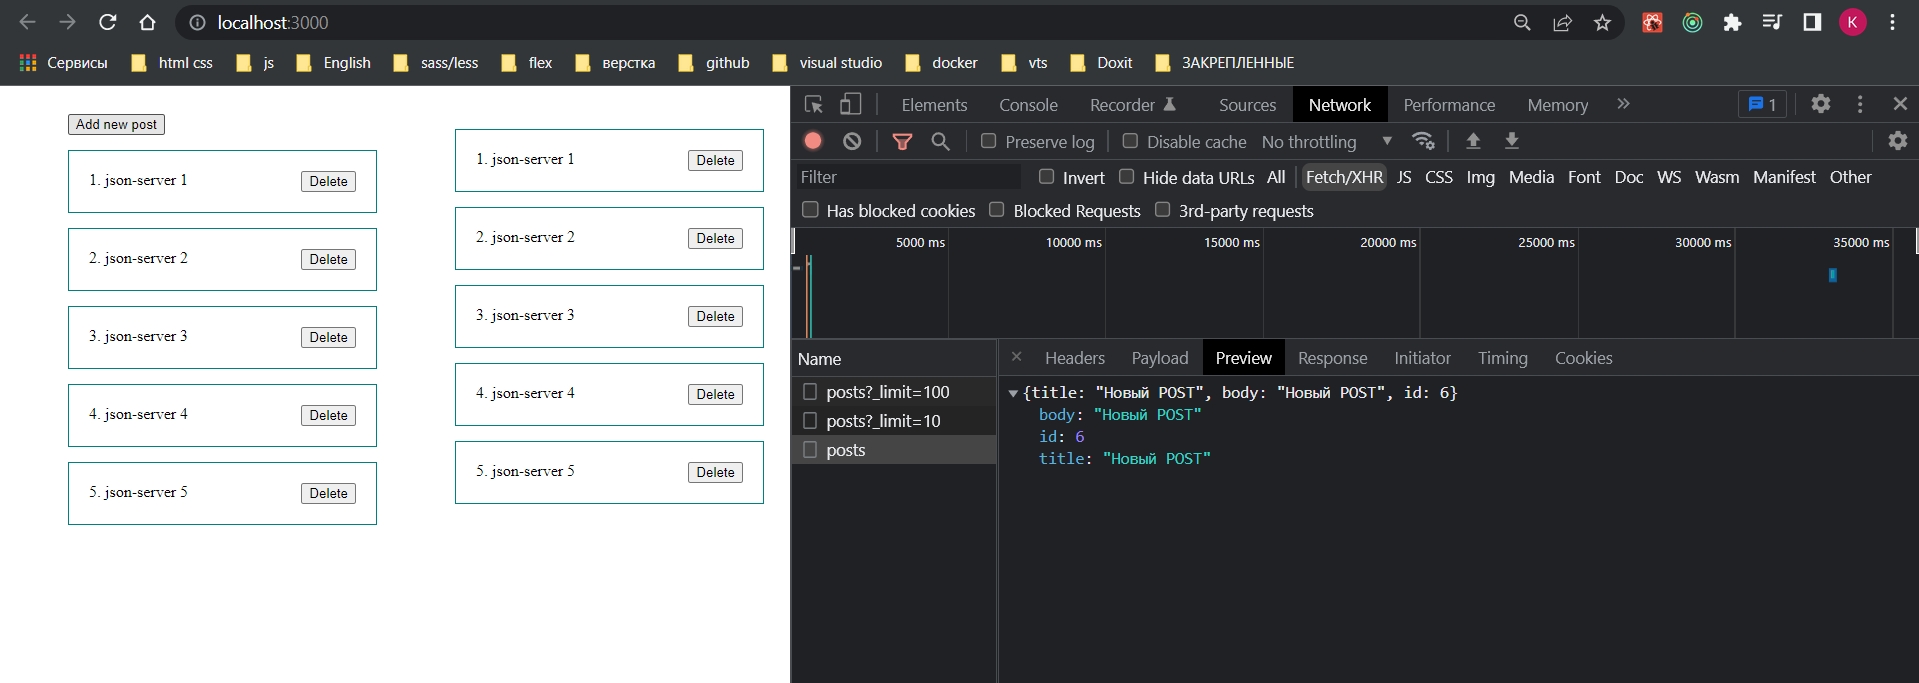 localhost:3000
K
Сервисы html css js English sass/less flex верстка github visual studio docker vts Doxit ЗАКРЕПЛЕННЫЕ
Add new post
1. json-server 1 Delete
2. json-server 2 Delete
3. json-server 3 Delete
4. json-server 4 Delete
5. json-server 5 Delete
1. json-server 1 Delete
2. json-server 2 Delete
3. json-server 3 Delete
4. json-server 4 Delete
5. json-server 5 Delete
Elements Console Recorder Sources Network Performance Memory » 1
Preserve log Disable cache No throttling
Filter Invert Hide data URLs All Fetch/XHR JS CSS Img Media Font Doc WS Wasm Manifest Other
Has blocked cookies Blocked Requests 3rd-party requests
5000 ms 10000 ms 15000 ms 20000 ms 25000 ms 30000 ms 35000 ms
Name
posts?_limit=100
posts?_limit=10
posts
Headers Payload Preview Response Initiator Timing Cookies
{title: "Новый POST", body: "Новый POST", id: 6}
body: "Новый POST"
id: 6
title: "Новый POST"